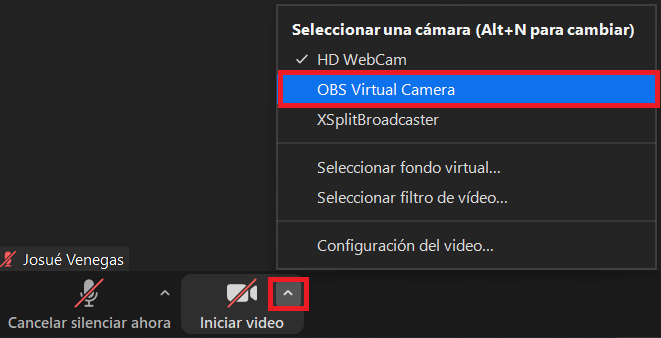 Seleccionar una cámara (Alt+N para cambiar)
HD WebCam
OBS Virtual Camera
XSplitBroadcaster
Seleccionar fondo virtual...
Seleccionar filtro de vídeo...
Configuración del video...
Josué Venegas
Cancelar silenciar ahora
Iniciar video